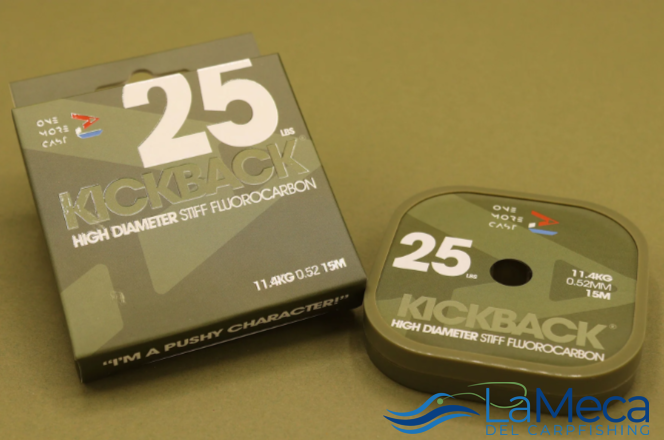 ONE
MORE
CAST
25
LBS
KICKBACK®
HIGH DIAMETER STIFF FLUOROCARBON
11.4KG 0.52 15M
"I'M A PUSHY CHARACTER!"
ONE
MORE
CAST
25
LBS
11.4KG
0.52MM
15M
KICKBACK®
HIGH DIAMETER STIFF FLUOROCARBON
LaMeca
DEL CARPFISHING